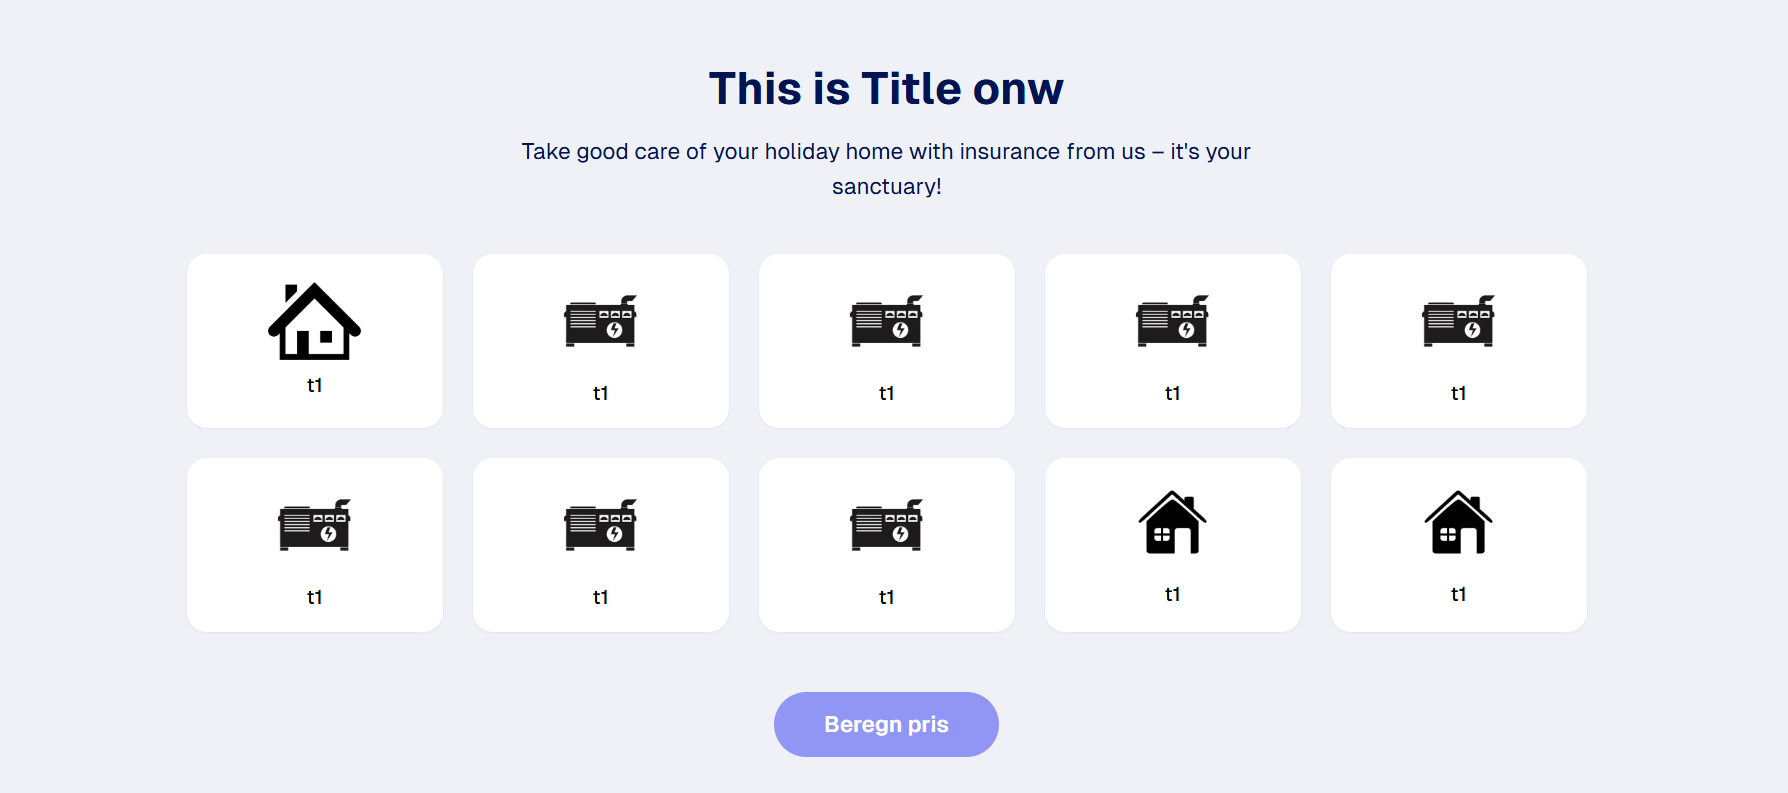 This is Title onw
Take good care of your holiday home with insurance from us – it's your
sanctuary!
t1
t1
t1
t1
t1
t1
t1
t1
t1
t1
Beregn pris